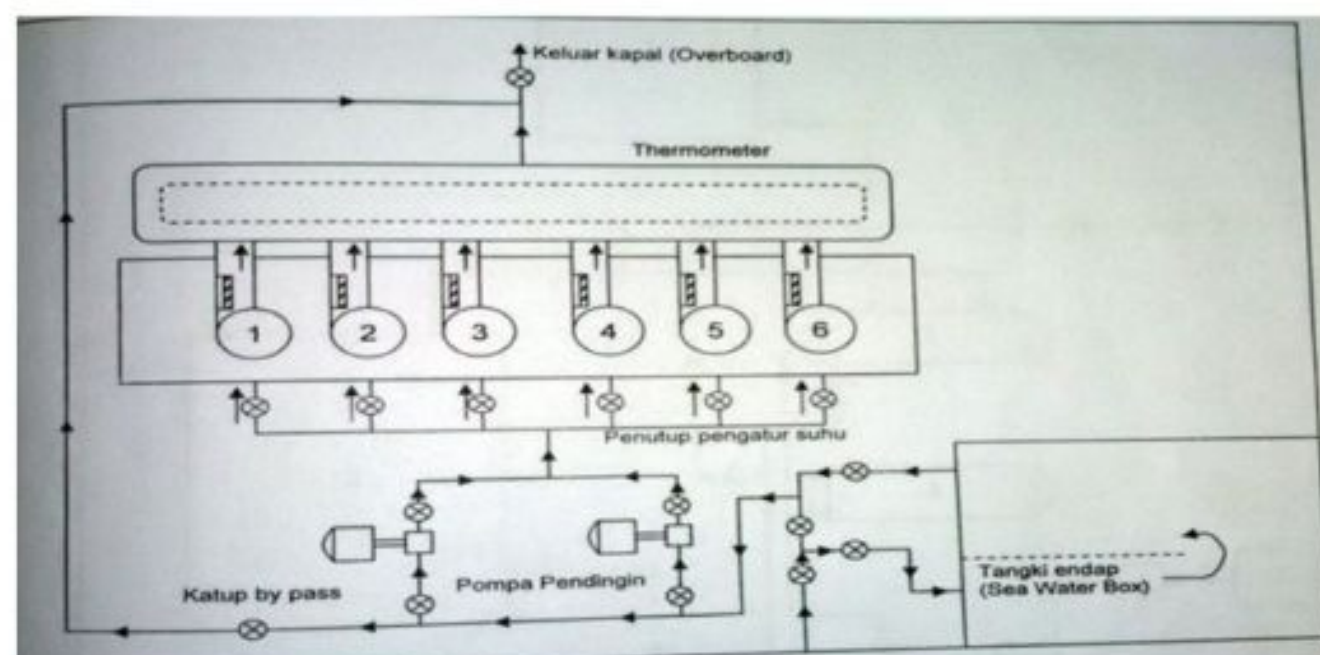 Keluar kapal (Overboard)
Thermometer
1 2 3 4 5 6
Penutup pengatur suhu
Katup by pass
Pompa Pendingin
Tangki endap
(Sea Water Box)